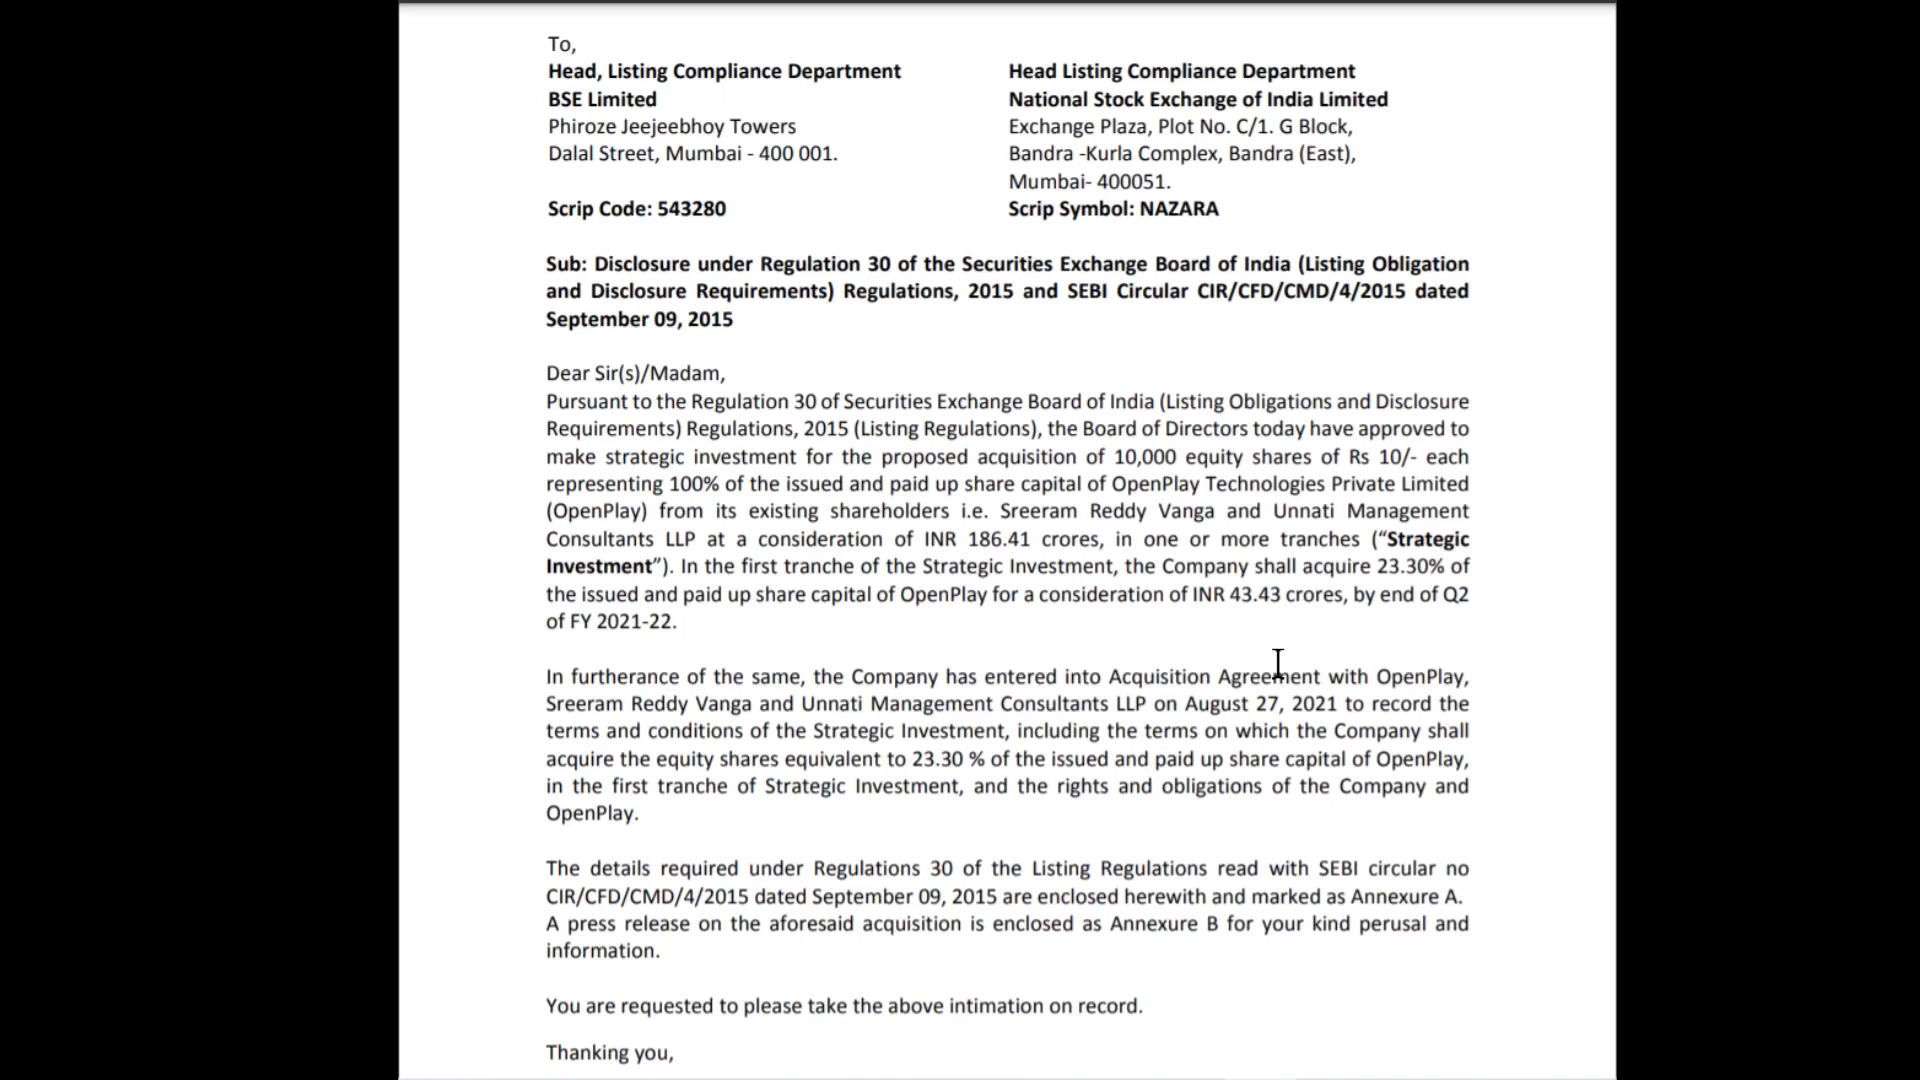 To,
Head, Listing Compliance Department
BSE Limited
Phiroze Jeejeebhoy Towers
Dalal Street, Mumbai - 400 001.
Scrip Code: 543280
Head Listing Compliance Department
National Stock Exchange of India Limited
Exchange Plaza, Plot No. C/1. G Block,
Bandra -Kurla Complex, Bandra (East),
Mumbai- 400051.
Scrip Symbol: NAZARA
Sub: Disclosure under Regulation 30 of the Securities Exchange Board of India (Listing Obligation
and Disclosure Requirements) Regulations, 2015 and SEBI Circular CIR/CFD/CMD/4/2015 dated
September 09, 2015
Dear Sir(s)/Madam,
Pursuant to the Regulation 30 of Securities Exchange Board of India (Listing Obligations and Disclosure
Requirements) Regulations, 2015 (Listing Regulations), the Board of Directors today have approved to
make strategic investment for the proposed acquisition of 10,000 equity shares of Rs 10/- each
representing 100% of the issued and paid up share capital of OpenPlay Technologies Private Limited
(OpenPlay) from its existing shareholders i.e. Sreeram Reddy Vanga and Unnati Management
Consultants LLP at a consideration of INR 186.41 crores, in one or more tranches (“Strategic
Investment”). In the first tranche of the Strategic Investment, the Company shall acquire 23.30% of
the issued and paid up share capital of OpenPlay for a consideration of INR 43.43 crores, by end of Q2
of FY 2021-22.
In furtherance of the same, the Company has entered into Acquisition Agreement with OpenPlay,
Sreeram Reddy Vanga and Unnati Management Consultants LLP on August 27, 2021 to record the
terms and conditions of the Strategic Investment, including the terms on which the Company shall
acquire the equity shares equivalent to 23.30 % of the issued and paid up share capital of OpenPlay,
in the first tranche of Strategic Investment, and the rights and obligations of the Company and
OpenPlay.
The details required under Regulations 30 of the Listing Regulations read with SEBI circular no
CIR/CFD/CMD/4/2015 dated September 09, 2015 are enclosed herewith and marked as Annexure A.
A press release on the aforesaid acquisition is enclosed as Annexure B for your kind perusal and
information.
You are requested to please take the above intimation on record.
Thanking you,